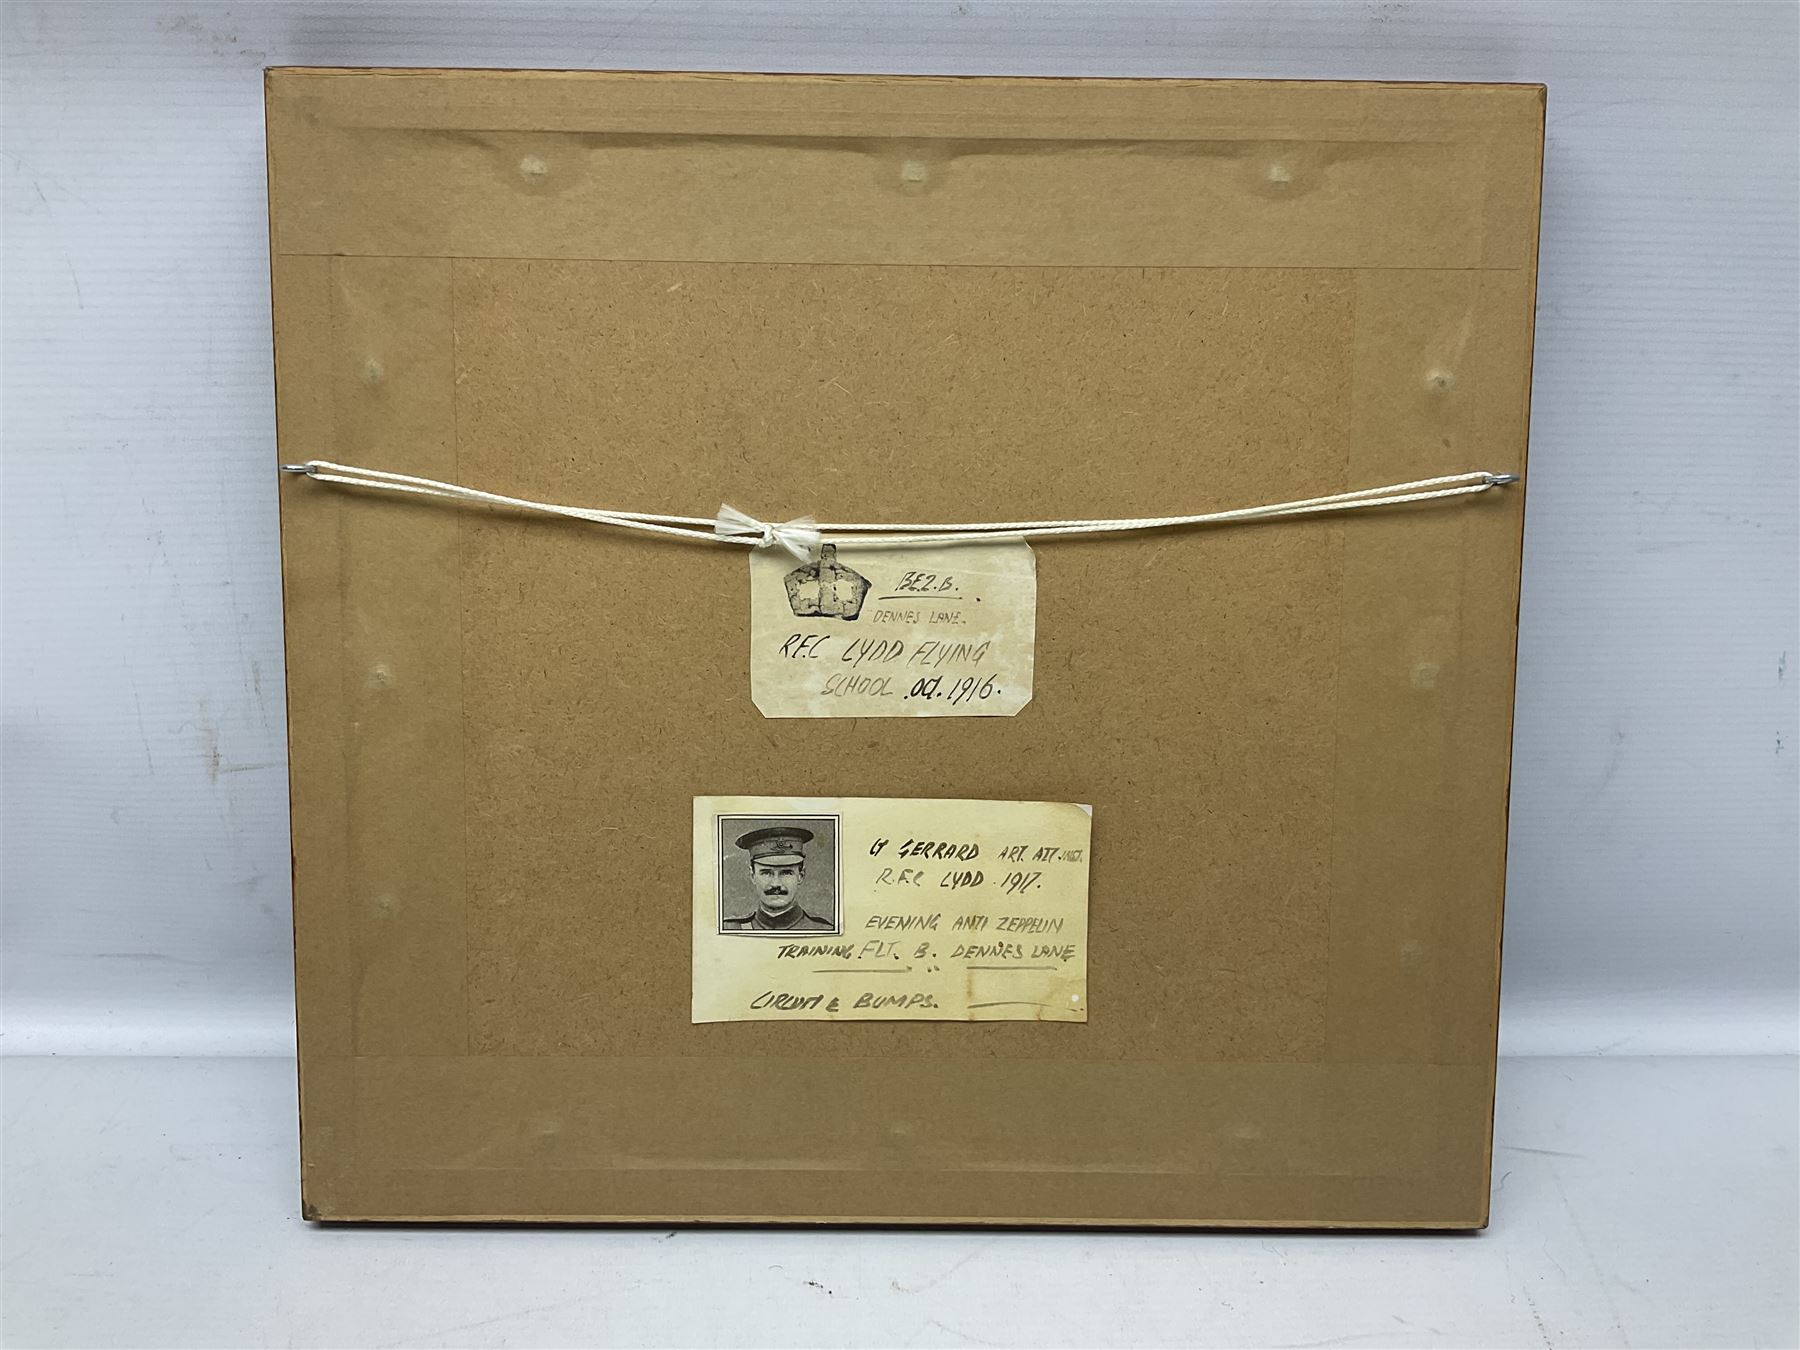 BE2.B.
DENNES LANE.
R.F.C LYDD FLYING
SCHOOL .Oct. 1916.
Lt GERRARD ART. ATT
R.F.C LYDD . 1917.
EVENING ANTI ZEPPELIN
TRAINING FLT. B. DENNES LANE
CIRCUIT & BUMPS.